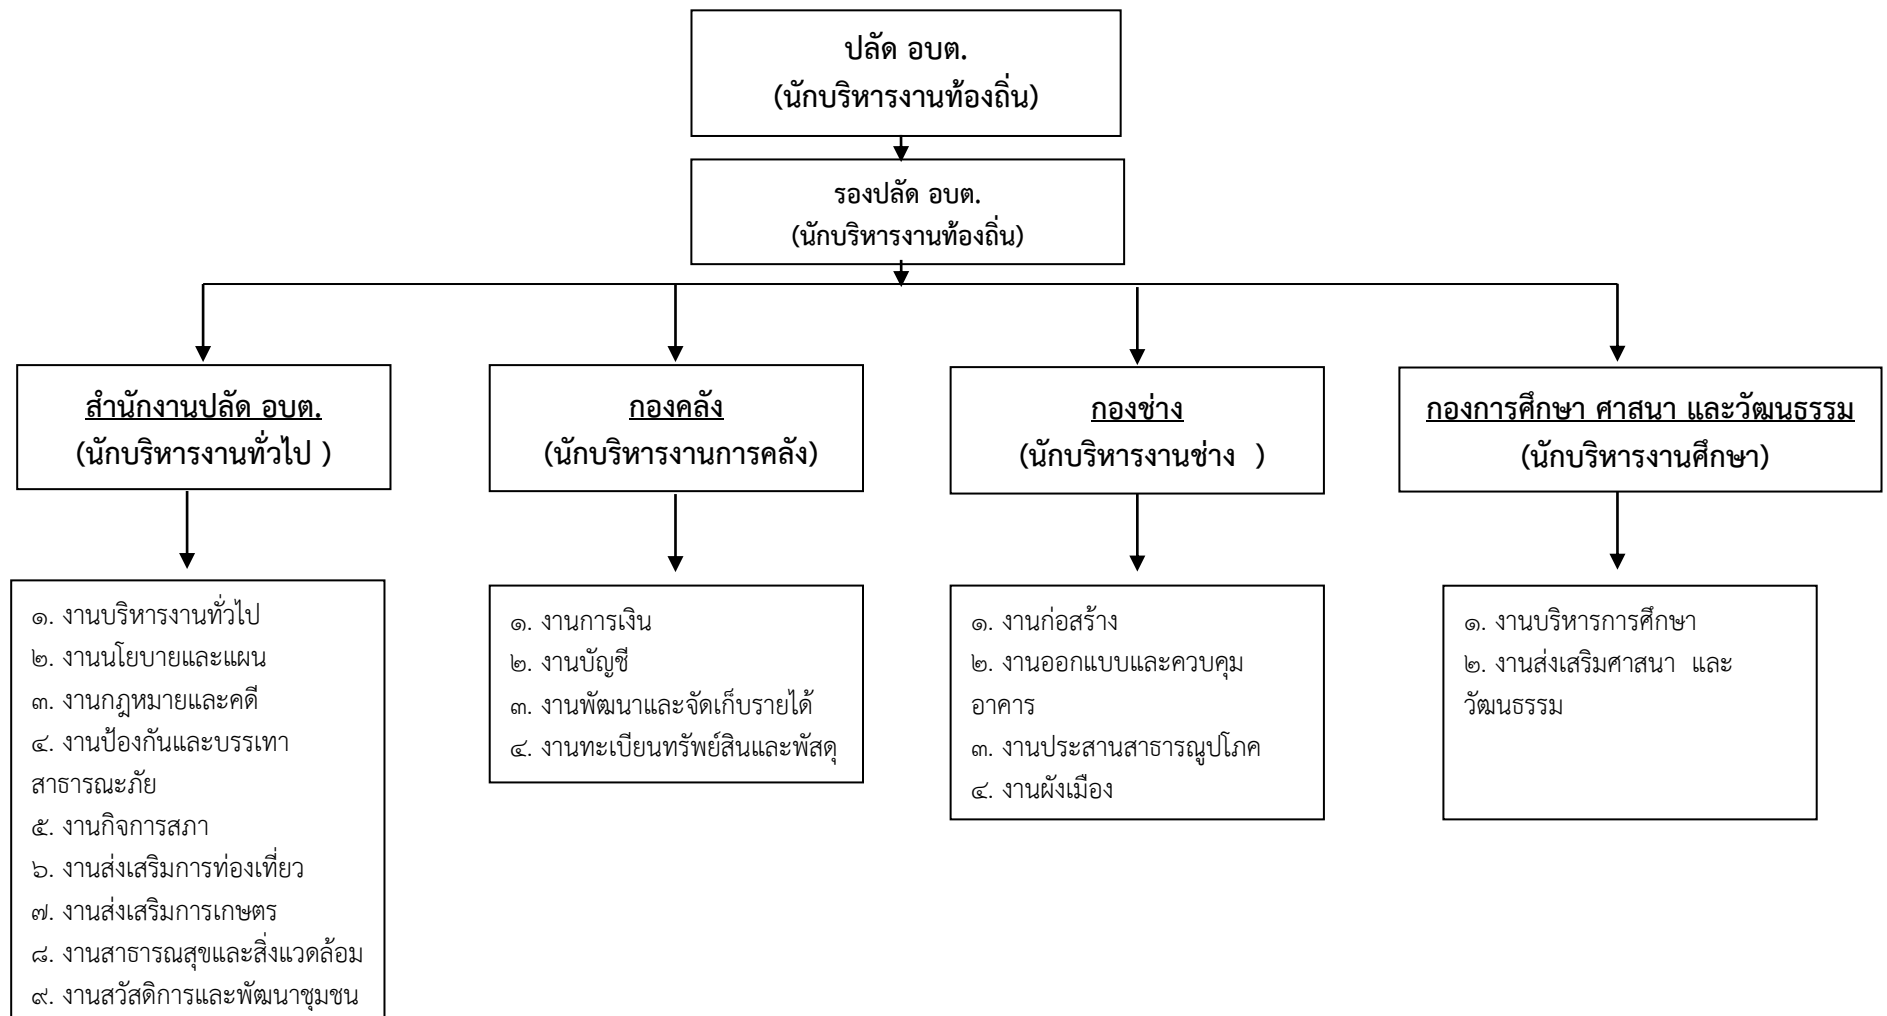 ปลัด อบต.
(นักบริหารงานท้องถิ่น)
รองปลัด อบต.
(นักบริหารงานท้องถิ่น)
สำนักงานปลัด อบต.
(นักบริหารงานทั่วไป )
กองคลัง
(นักบริหารงานการคลัง)
กองช่าง
(นักบริหารงานช่าง  )
กองการศึกษา ศาสนา และวัฒนธรรม
(นักบริหารงานศึกษา)
๑. งานบริหารงานทั่วไป
๒. งานนโยบายและแผน
๓. งานกฎหมายและคดี
๔. งานป้องกันและบรรเทา
สาธารณะภัย
๕. งานกิจการสภา
๖. งานส่งเสริมการท่องเที่ยว
๗. งานส่งเสริมการเกษตร
๘. งานสาธารณสุขและสิ่งแวดล้อม
๙. งานสวัสดิการและพัฒนาชุมชน
๑. งานการเงิน
๒. งานบัญชี
๓. งานพัฒนาและจัดเก็บรายได้
๔. งานทะเบียนทรัพย์สินและพัสดุ
๑. งานก่อสร้าง
๒. งานออกแบบและควบคุม
อาคาร
๓. งานประสานสาธารณูปโภค
๔. งานผังเมือง
๑. งานบริหารการศึกษา
๒. งานส่งเสริมศาสนา  และ
วัฒนธรรม